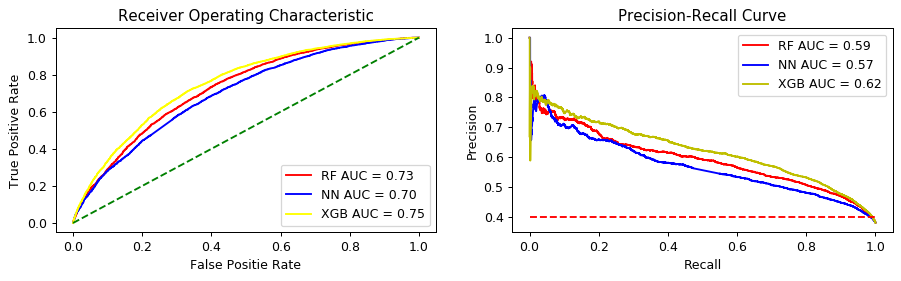 Receiver Operating Characteristic
1.0
0.8
0.6
0.4
0.2
0.0
True Positive Rate
RF AUC = 0.73
NN AUC = 0.70
XGB AUC = 0.75
0.0 0.2 0.4 0.6 0.8 1.0
False Positie Rate
Precision-Recall Curve
1.0
0.9
0.8
0.7
0.6
0.5
0.4
Precision
RF AUC = 0.59
NN AUC = 0.57
XGB AUC = 0.62
0.0 0.2 0.4 0.6 0.8 1.0
Recall